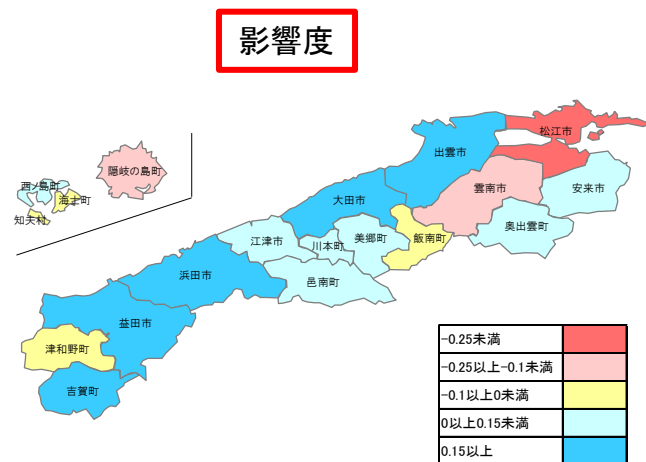 影響度
松江市
出雲市
隠岐の島町
西ノ島町
海士町
知夫村
安来市
雲南市
大田市
奥出雲町
飯南町
美郷町
川本町
江津市
邑南町
浜田市
益田市
津和野町
吉賀町
-0.25未満
-0.25以上-0.1未満
-0.1以上0未満
0以上0.15未満
0.15以上